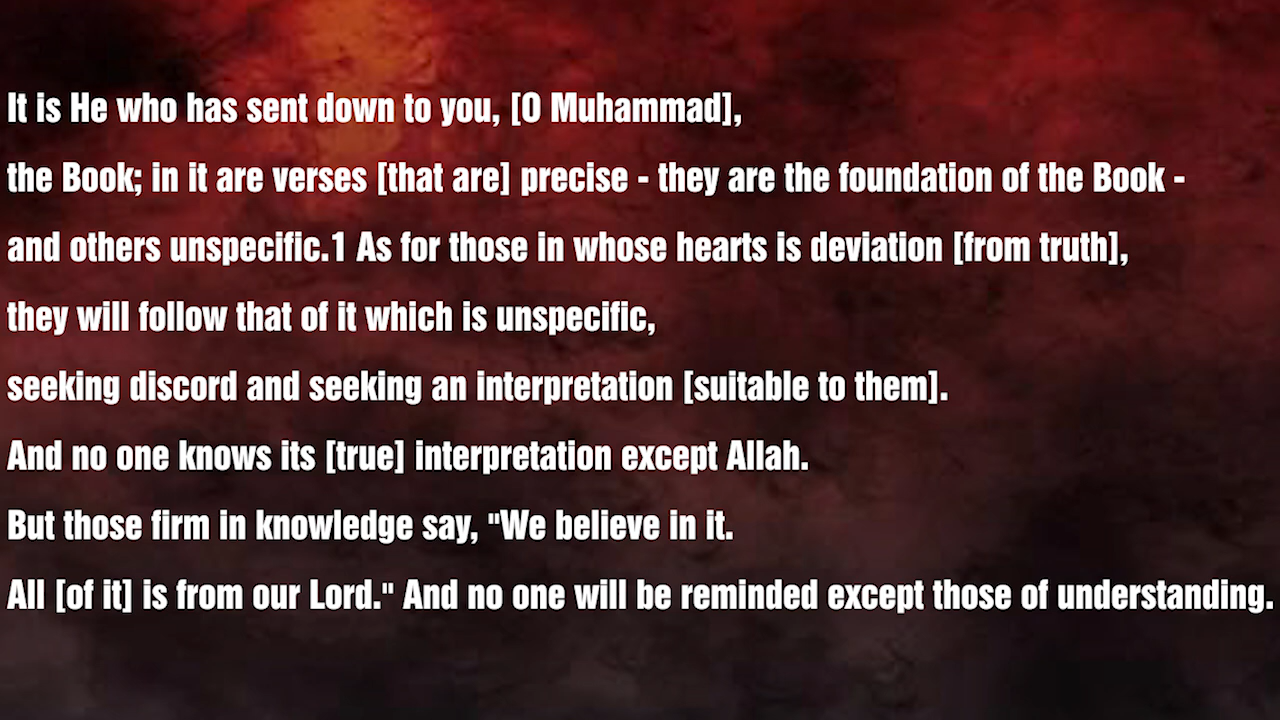 It is He who has sent down to you, [O Muhammad],
the Book; in it are verses [that are] precise - they are the foundation of the Book -
and others unspecific.1 As for those in whose hearts is deviation [from truth],
they will follow that of it which is unspecific,
seeking discord and seeking an interpretation [suitable to them].
And no one knows its [true] interpretation except Allah.
But those firm in knowledge say, "We believe in it.
All [of it] is from our Lord." And no one will be reminded except those of understanding.